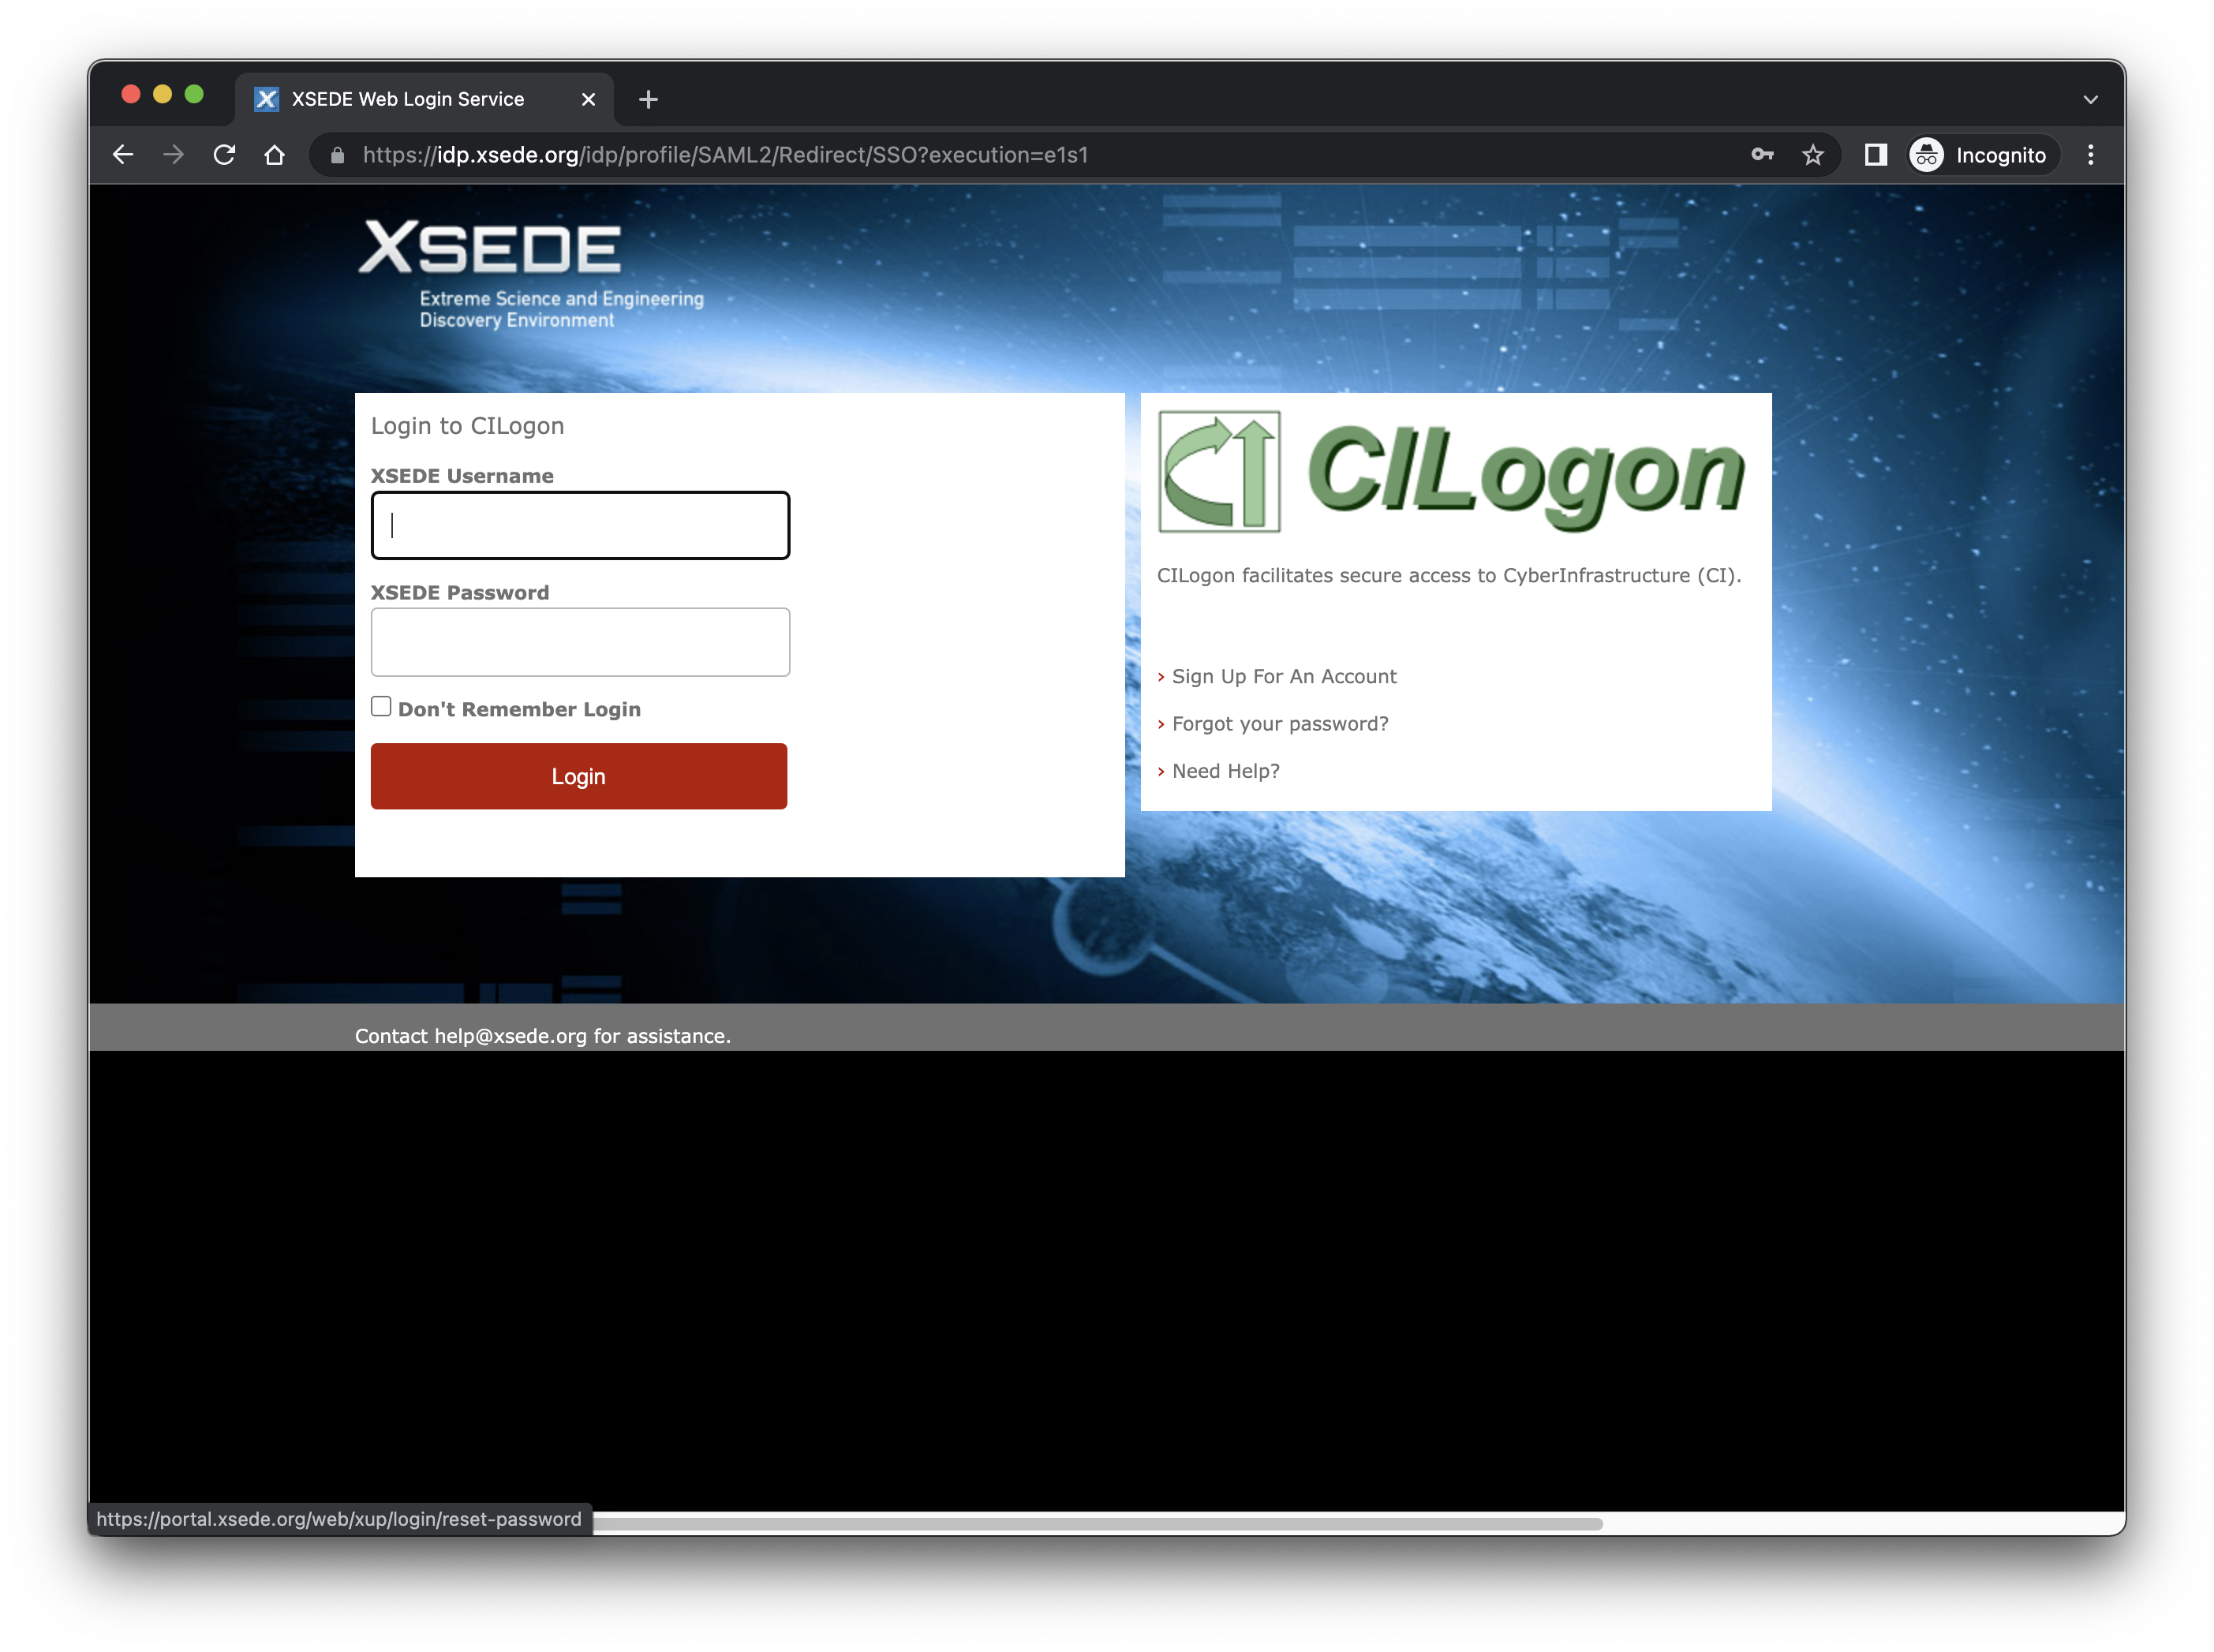 XSEDE Web Login Service
https://idp.xsede.org/idp/profile/SAML2/Redirect/SSO?execution=e1s1
Incognito
XSEDE
Extreme Science and Engineering
Discovery Environment
Login to CILogon
XSEDE Username
XSEDE Password
Don't Remember Login
Login
CILogon
CILogon facilitates secure access to CyberInfrastructure (CI).
› Sign Up For An Account
› Forgot your password?
› Need Help?
Contact help@xsede.org for assistance.
https://portal.xsede.org/web/xup/login/reset-password